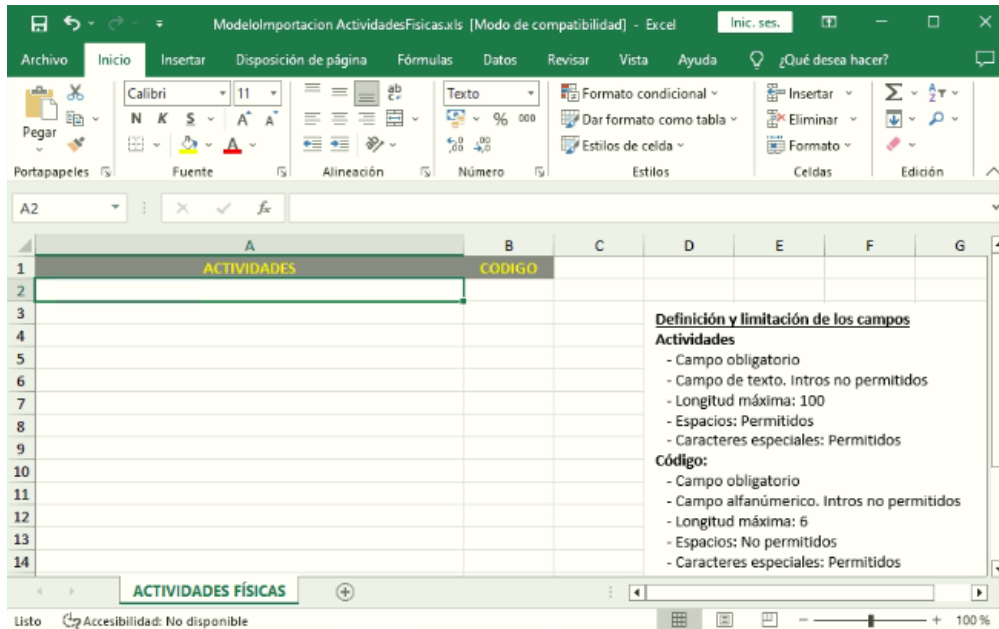 ModeloImportacion ActividadesFisicas.xls [Modo de compatibilidad] - Excel
Inic. ses.
Archivo Inicio Insertar Disposición de página Fórmulas Datos Revisar Vista Ayuda ¿Qué desea hacer?
Pegar
Calibri 11
N K S A A
A
ab
Texto
% 000
Formato condicional
Dar formato como tabla
Estilos de celda
Insertar
Eliminar
Formato
Portapapeles Fuente Alineación Número Estilos Celdas Edición
A2 fx
A B C D E F G
1 ACTIVIDADES CODIGO
2
3
4
5
6
7
8
9
10
11
12
13
14
Definición y limitación de los campos
Actividades
- Campo obligatorio
- Campo de texto. Intros no permitidos
- Longitud máxima: 100
- Espacios: Permitidos
- Caracteres especiales: Permitidos
Código:
- Campo obligatorio
- Campo alfanúmerico. Intros no permitidos
- Longitud máxima: 6
- Espacios: No permitidos
- Caracteres especiales: Permitidos
ACTIVIDADES FÍSICAS
Listo Accesibilidad: No disponible 100 %